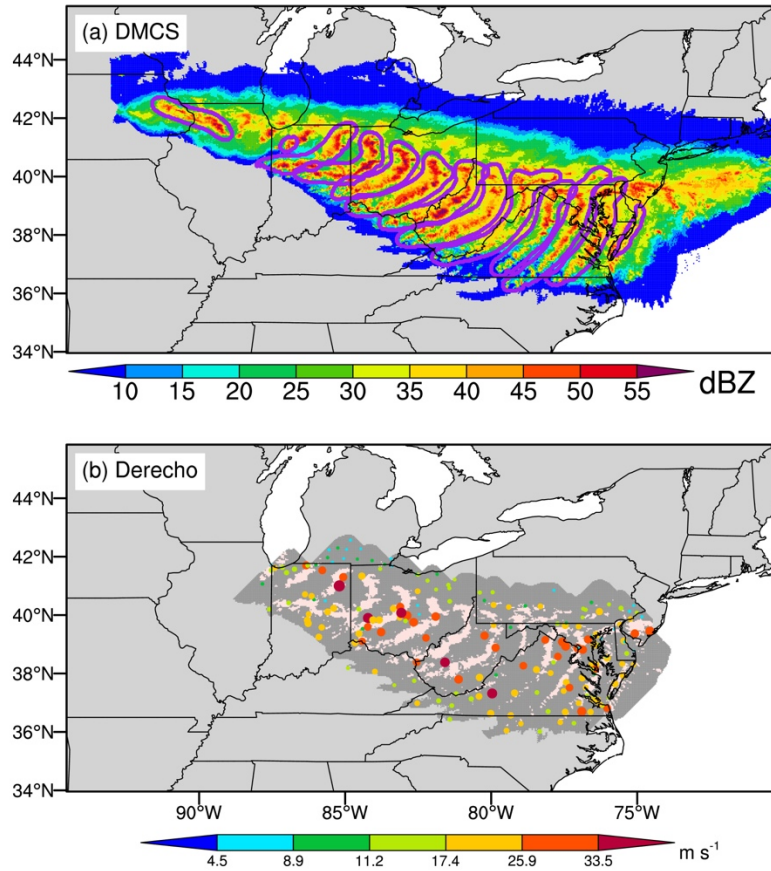 (a) DMCS
44°N
42°N
40°N
38°N
36°N
34°N
10 15 20 25 30 35 40 45 50 55 dBZ
(b) Derecho
44°N
42°N
40°N
38°N
36°N
34°N
90°W 85°W 80°W 75°W
4.5 8.9 11.2 17.4 25.9 33.5 m s⁻¹